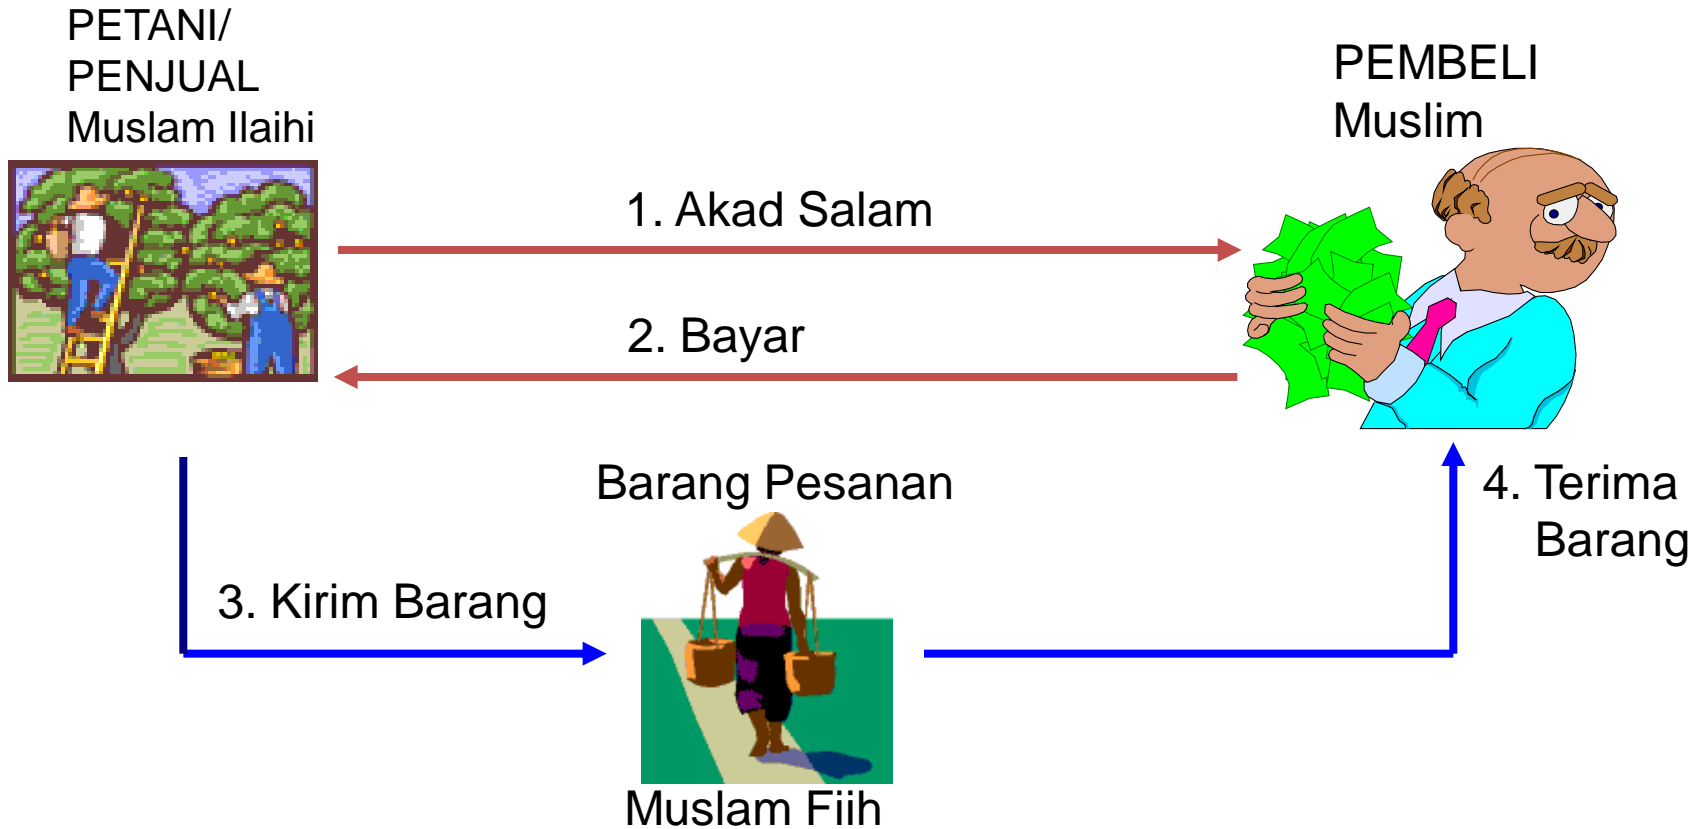 PETANI/
PENJUAL
Muslam Ilaihi
PEMBELI
Muslim
1. Akad Salam
2. Bayar
Barang Pesanan
4. Terima
Barang
3. Kirim Barang
Muslam Fiih